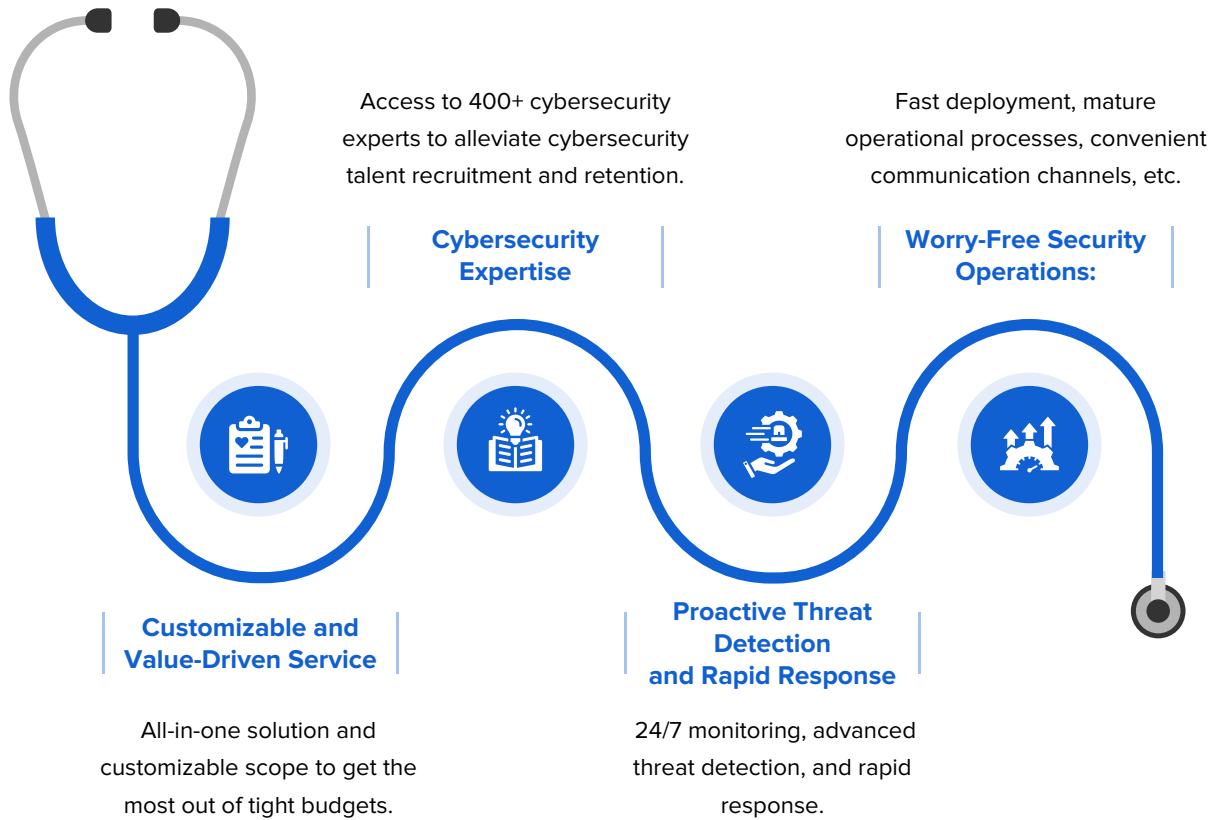 Access to 400+ cybersecurity
experts to alleviate cybersecurity
talent recruitment and retention.
Cybersecurity
Expertise
Fast deployment, mature
operational processes, convenient
communication channels, etc.
Worry-Free Security
Operations:
Customizable and
Value-Driven Service
All-in-one solution and
customizable scope to get the
most out of tight budgets.
Proactive Threat
Detection
and Rapid Response
24/7 monitoring, advanced
threat detection, and rapid
response.